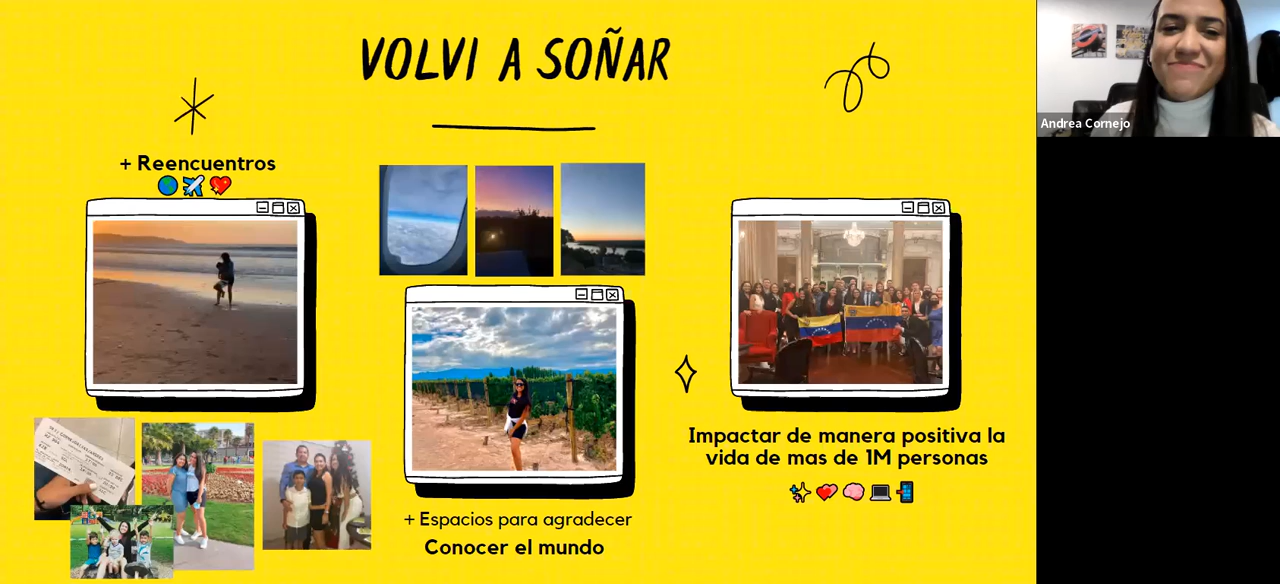 VOLVI A SOÑAR
+ Reencuentros
+ Espacios para agradecer
Conocer el mundo
Impactar de manera positiva la
vida de mas de 1M personas
Andrea Cornejo